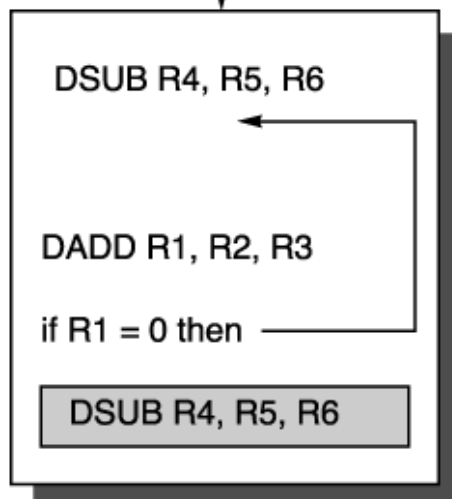 DSUB R4, R5, R6
DADD R1, R2, R3
if R1 = 0 then
DSUB R4, R5, R6